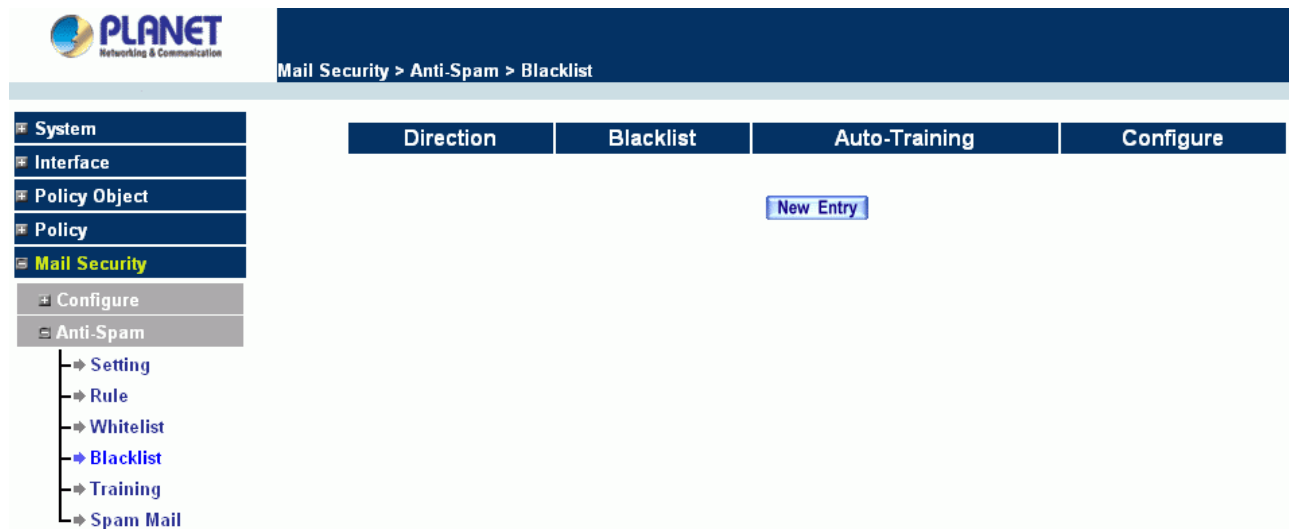 PLANET
Networking & Communication
Mail Security > Anti-Spam > Blacklist
System
Interface
Policy Object
Policy
Mail Security
Configure
Anti-Spam
Setting
Rule
Whitelist
Blacklist
Training
Spam Mail
Direction Blacklist Auto-Training Configure
New Entry